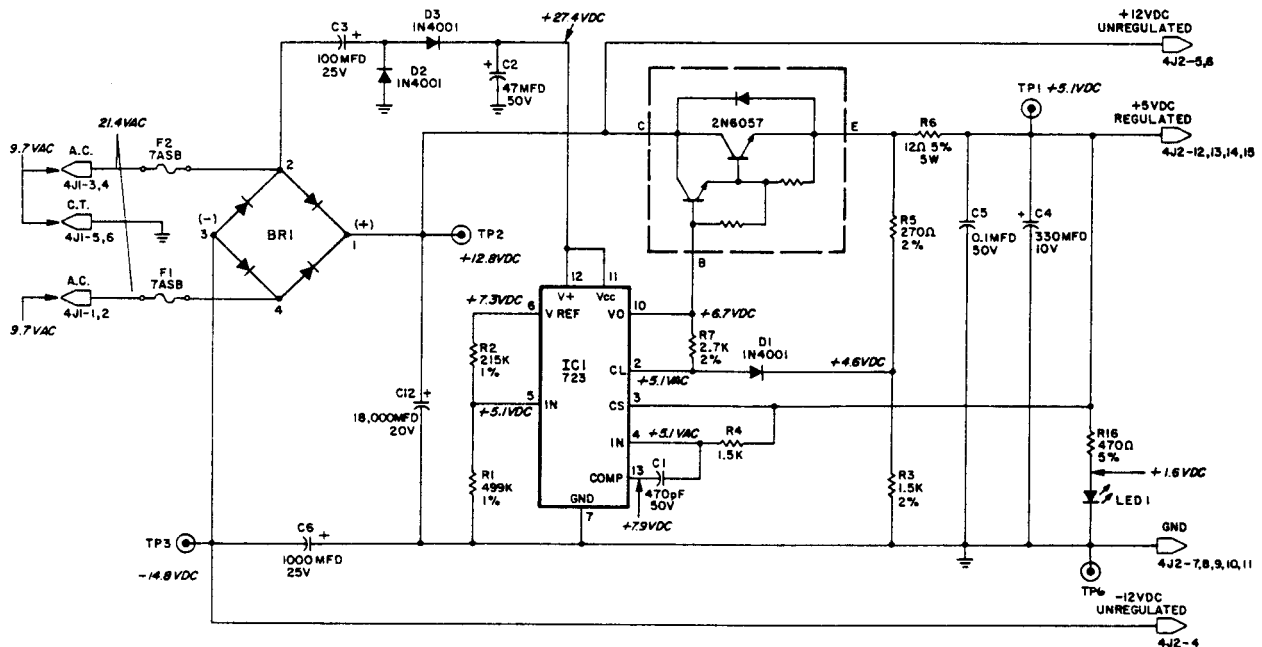 C3
+
100MFD
25V
D3
1N4001
D2
1N4001
+
C2
47MFD
50V
+27.4VDC
+12VDC
UNREGULATED
4J2-5,6
21.4VAC
9.7VAC
A.C.
4J1-3,4
F2
7ASB
C.T.
4J1-5,6
A.C.
4J1-1,2
F1
7ASB
9.7VAC
2
(-)
3
BR1
(+)
1
4
TP2
+12.8VDC
C
2N6057
E
B
R6
12Ω 5%
5W
TP1
+5.1VDC
+5VDC
REGULATED
4J2-12,13,14,15
R5
270Ω
2%
C5
0.1MFD
50V
+
C4
330MFD
10V
12
11
V+
Vcc
+7.3VDC
6
V REF
VO
10
+6.7VDC
R2
215K
1%
IC1
723
R7
2.7K
2%
D1
1N4001
+4.6VDC
CL
2
+5.1VAC
5
IN
+5.1VDC
CS
3
C12
+
18,000MFD
20V
IN
4
+5.1VAC
R4
1.5K
R1
499K
1%
COMP
13
C1
470pF
50V
GND
7
+7.9VDC
R3
1.5K
2%
R16
470Ω
5%
+1.6VDC
LED1
TP3
C6
+
1000MFD
25V
-14.8VDC
GND
4J2-7,8,9,10,11
TP6
-12VDC
UNREGULATED
4J2-4